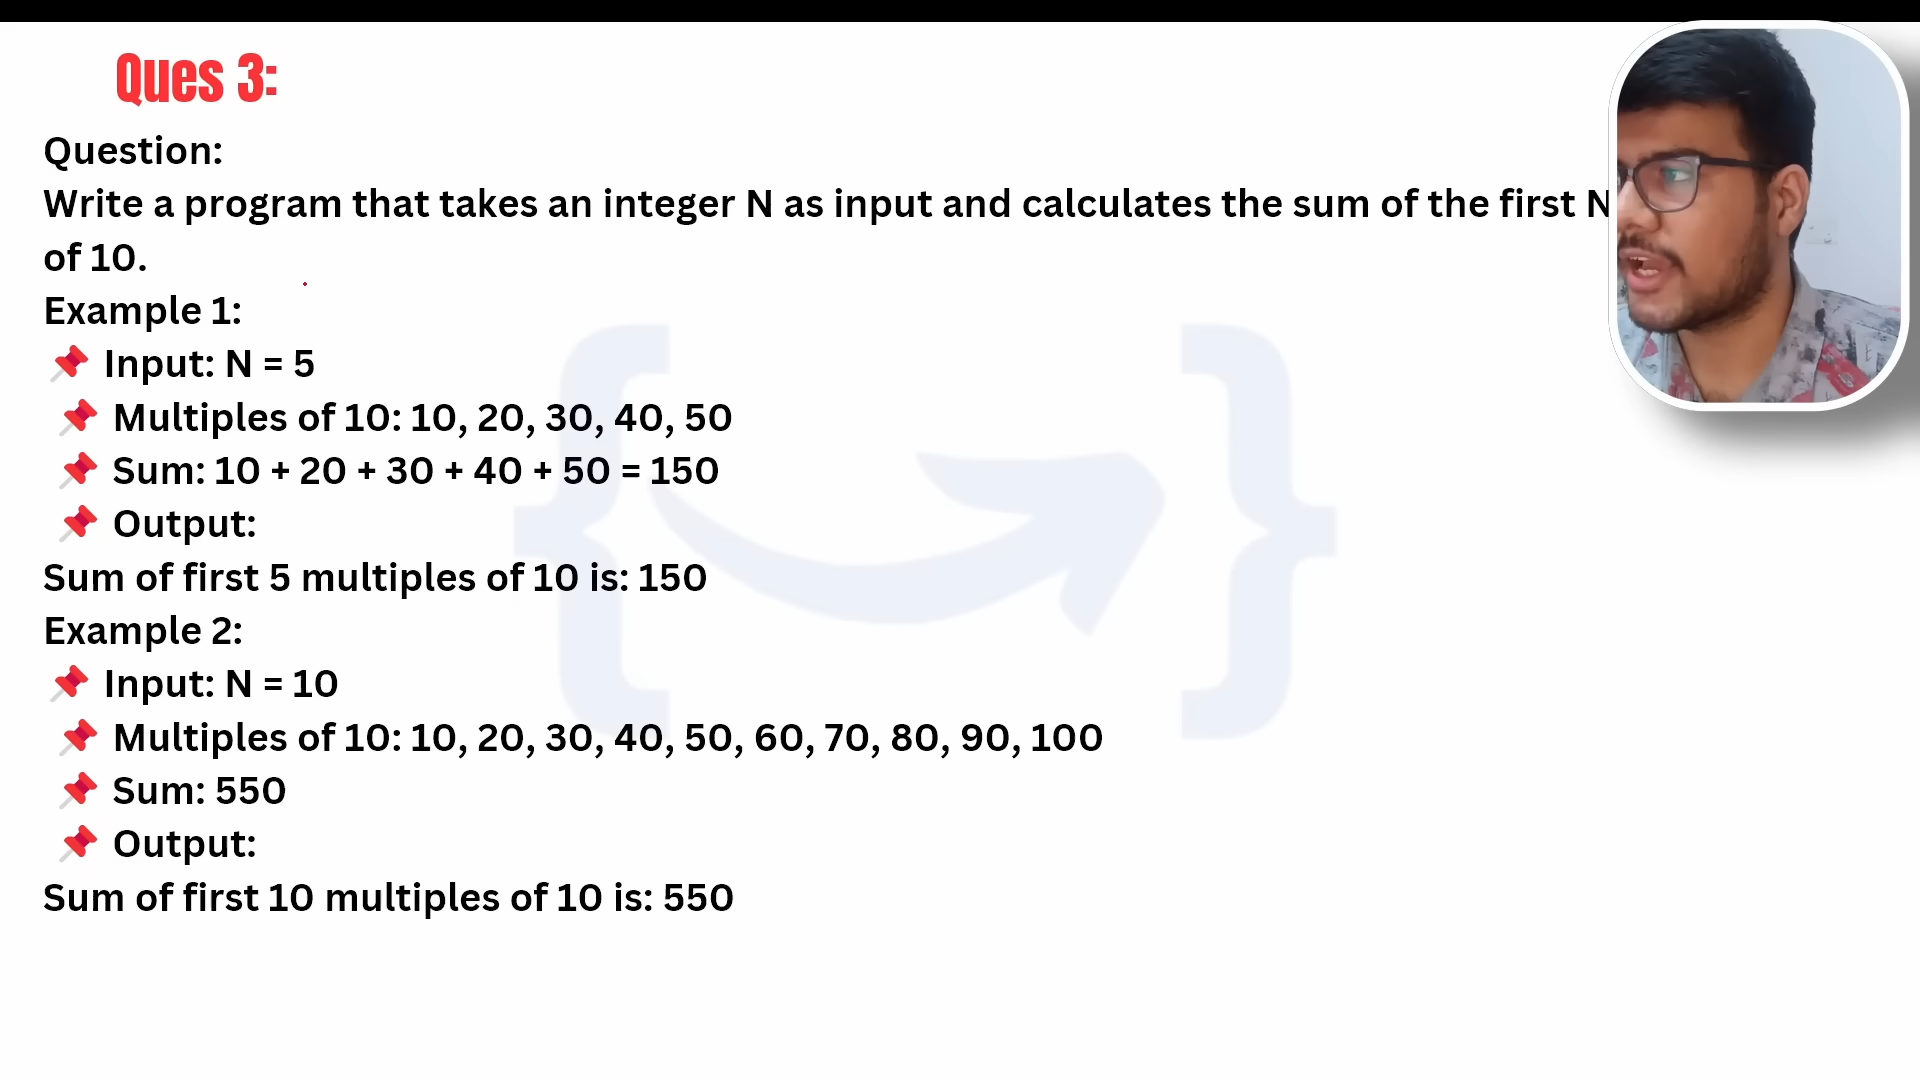 Ques 3:
Question:
Write a program that takes an integer N as input and calculates the sum of the first N
of 10.
Example 1:
📌 Input: N = 5
📌 Multiples of 10: 10, 20, 30, 40, 50
📌 Sum: 10 + 20 + 30 + 40 + 50 = 150
📌 Output:
Sum of first 5 multiples of 10 is: 150
Example 2:
📌 Input: N = 10
📌 Multiples of 10: 10, 20, 30, 40, 50, 60, 70, 80, 90, 100
📌 Sum: 550
📌 Output:
Sum of first 10 multiples of 10 is: 550